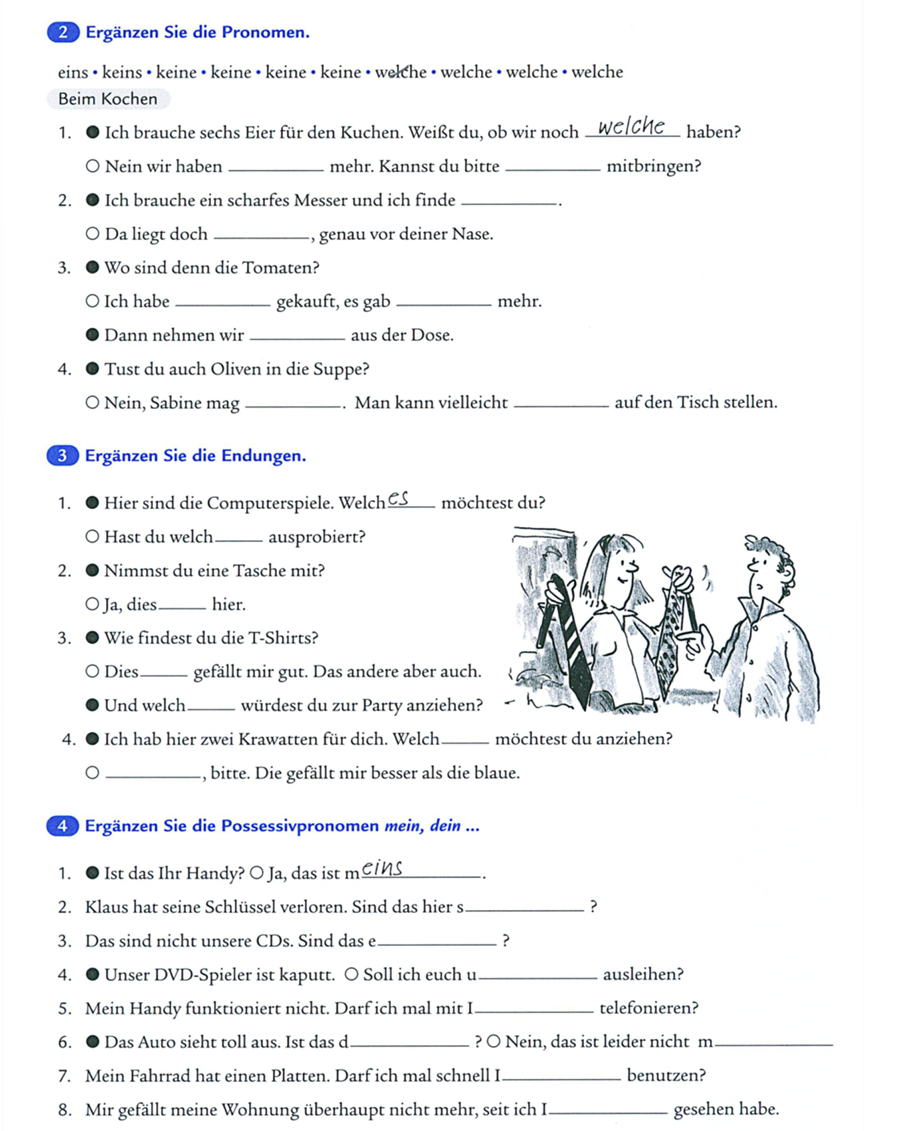 2 Ergänzen Sie die Pronomen.
eins • keins • keine • keine • keine • keine • welche • welche • welche • welche
Beim Kochen
1. ● Ich brauche sechs Eier für den Kuchen. Weißt du, ob wir noch welche haben?
○ Nein wir haben __________ mehr. Kannst du bitte __________ mitbringen?
2. ● Ich brauche ein scharfes Messer und ich finde __________.
○ Da liegt doch __________, genau vor deiner Nase.
3. ● Wo sind denn die Tomaten?
○ Ich habe __________ gekauft, es gab __________ mehr.
● Dann nehmen wir __________ aus der Dose.
4. ● Tust du auch Oliven in die Suppe?
○ Nein, Sabine mag __________. Man kann vielleicht __________ auf den Tisch stellen.
3 Ergänzen Sie die Endungen.
1. ● Hier sind die Computerspiele. Welches möchtest du?
○ Hast du welch_____ ausprobiert?
2. ● Nimmst du eine Tasche mit?
○ Ja, dies_____ hier.
3. ● Wie findest du die T-Shirts?
○ Dies_____ gefällt mir gut. Das andere aber auch.
● Und welch_____ würdest du zur Party anziehen?
4. ● Ich hab hier zwei Krawatten für dich. Welch_____ möchtest du anziehen?
○ __________, bitte. Die gefällt mir besser als die blaue.
4 Ergänzen Sie die Possessivpronomen mein, dein ...
1. ● Ist das Ihr Handy? ○ Ja, das ist meins.
2. Klaus hat seine Schlüssel verloren. Sind das hier s__________ ?
3. Das sind nicht unsere CDs. Sind das e__________ ?
4. ● Unser DVD-Spieler ist kaputt. ○ Soll ich euch u__________ ausleihen?
5. Mein Handy funktioniert nicht. Darf ich mal mit I__________ telefonieren?
6. ● Das Auto sieht toll aus. Ist das d__________ ? ○ Nein, das ist leider nicht m__________
7. Mein Fahrrad hat einen Platten. Darf ich mal schnell I__________ benutzen?
8. Mir gefällt meine Wohnung überhaupt nicht mehr, seit ich I__________ gesehen habe.